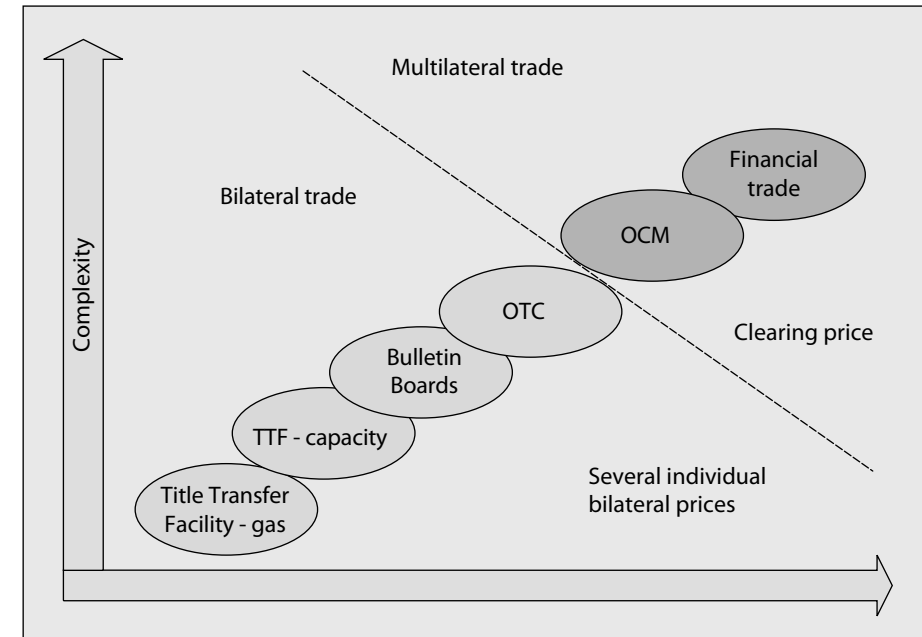 Multilateral trade
Financial
trade
Bilateral trade
OCM
Complexity
OTC
Clearing price
Bulletin
Boards
TTF - capacity
Several individual
bilateral prices
Title Transfer
Facility - gas